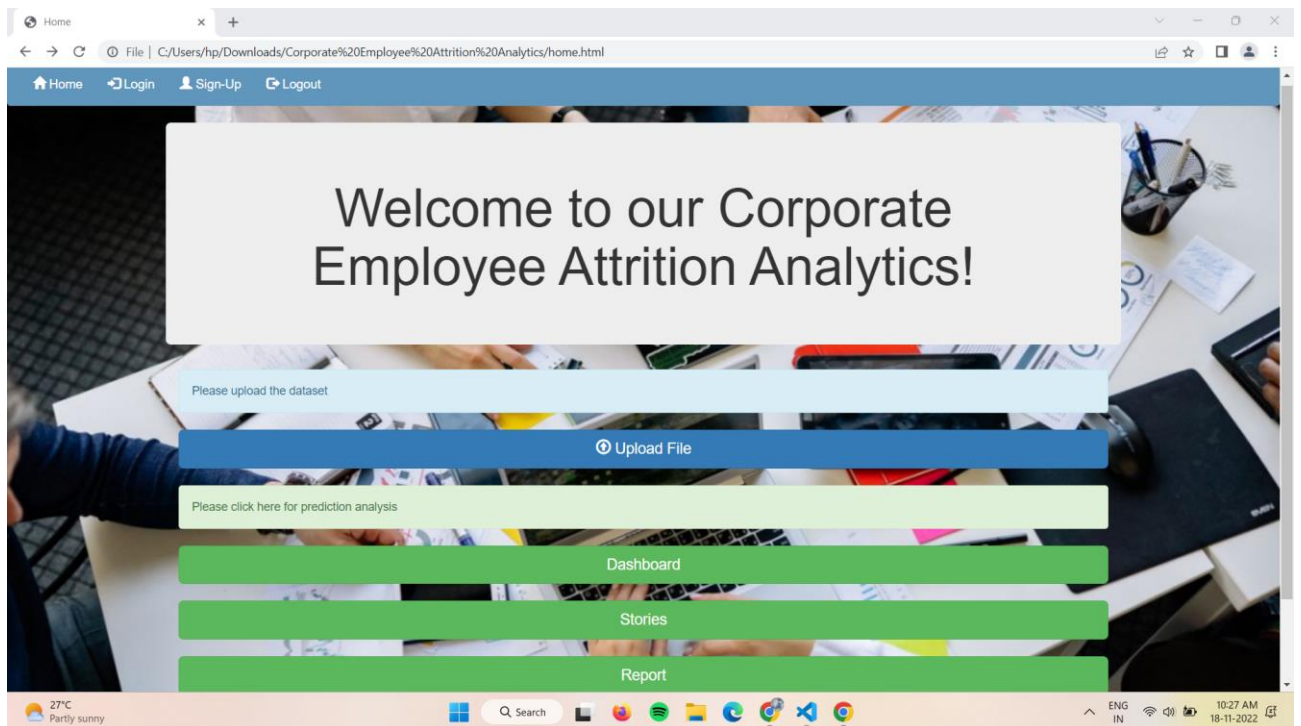 Home
File | C:/Users/hp/Downloads/Corporate%20Employee%20Attrition%20Analytics/home.html
Home Login Sign-Up Logout
Welcome to our Corporate
Employee Attrition Analytics!
Please upload the dataset
Upload File
Please click here for prediction analysis
Dashboard
Stories
Report
27°C
Partly sunny
Search
ENG
IN
10:27 AM
18-11-2022